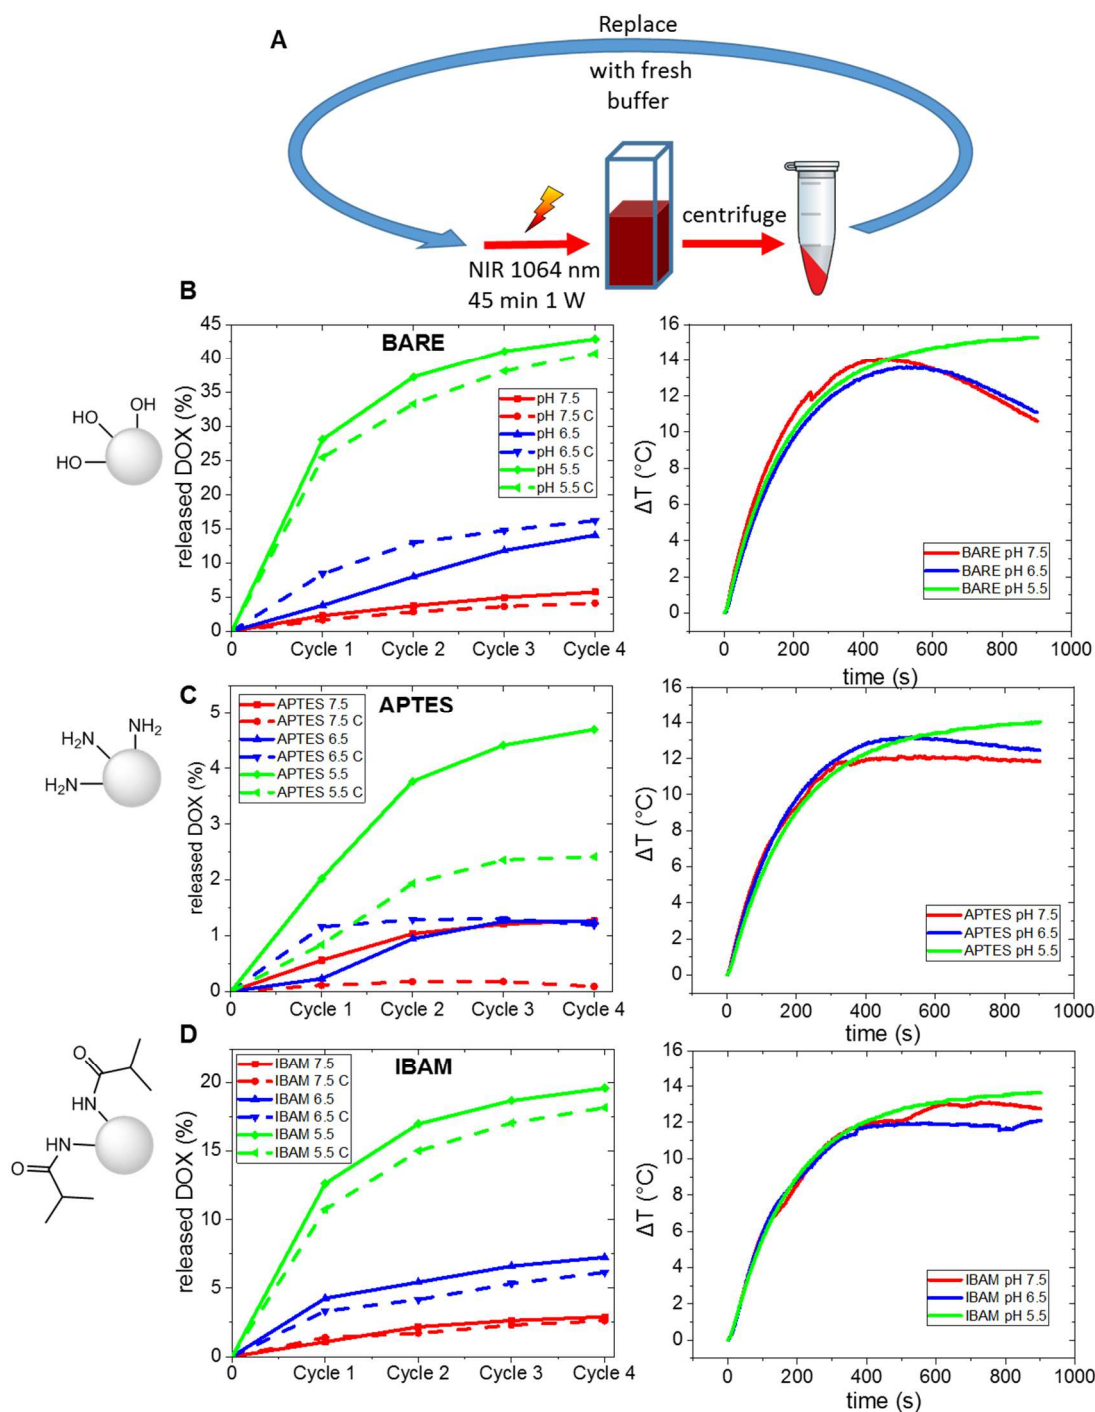 A
Replace
with fresh
buffer
centrifuge
NIR 1064 nm
45 min 1 W
B
HO
OH
HO
BARE
released DOX (%)
45
40
35
30
25
20
15
10
5
0
0
Cycle 1
Cycle 2
Cycle 3
Cycle 4
pH 7.5
pH 7.5 C
pH 6.5
pH 6.5 C
pH 5.5
pH 5.5 C
ΔT (°C)
16
14
12
10
8
6
4
2
0
0
200
400
600
800
1000
time (s)
BARE pH 7.5
BARE pH 6.5
BARE pH 5.5
C
H₂N
NH₂
H₂N
APTES
released DOX (%)
5
4
3
2
1
0
0
Cycle 1
Cycle 2
Cycle 3
Cycle 4
APTES 7.5
APTES 7.5 C
APTES 6.5
APTES 6.5 C
APTES 5.5
APTES 5.5 C
ΔT (°C)
16
14
12
10
8
6
4
2
0
0
200
400
600
800
1000
time (s)
APTES pH 7.5
APTES pH 6.5
APTES pH 5.5
D
O
HN
HN
O
IBAM
released DOX (%)
20
15
10
5
0
0
Cycle 1
Cycle 2
Cycle 3
Cycle 4
IBAM 7.5
IBAM 7.5 C
IBAM 6.5
IBAM 6.5 C
IBAM 5.5
IBAM 5.5 C
ΔT (°C)
16
14
12
10
8
6
4
2
0
0
200
400
600
800
1000
time (s)
IBAM pH 7.5
IBAM pH 6.5
IBAM pH 5.5